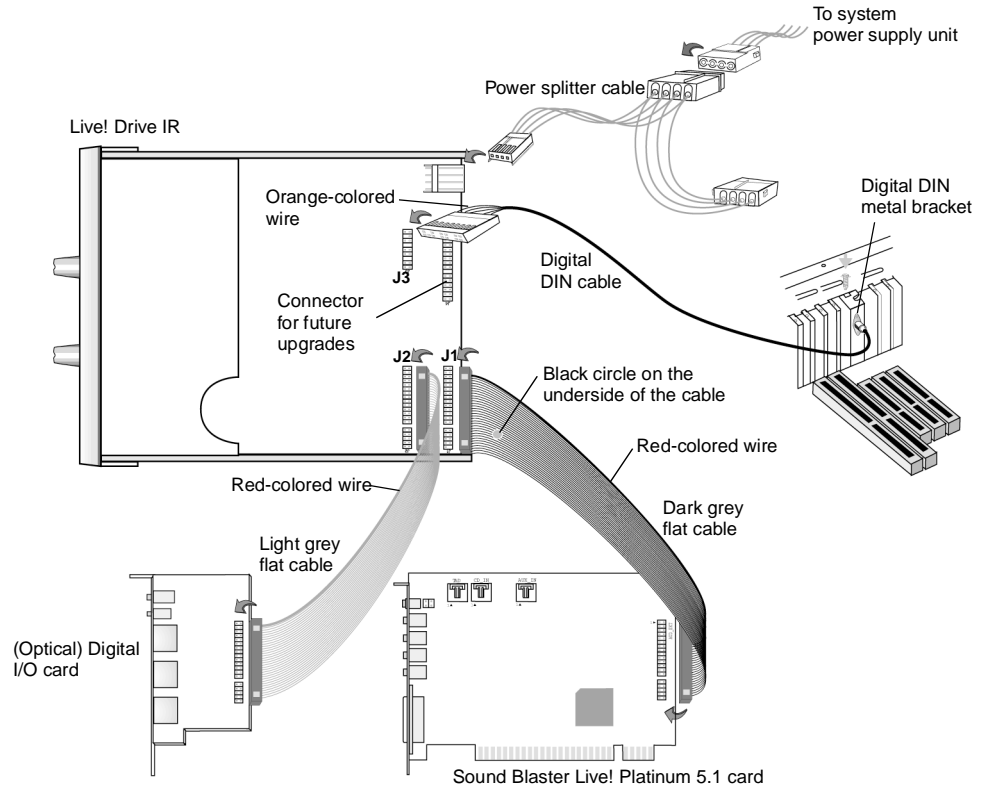 To system
power supply unit
Power splitter cable
Live! Drive IR
Digital DIN
metal bracket
Orange-colored
wire
Digital
DIN cable
J3
Connector
for future
upgrades
J2
J1
Black circle on the
underside of the cable
Red-colored wire
Red-colored wire
Dark grey
flat cable
Light grey
flat cable
TAD
CD_IN
AUX_IN
(Optical) Digital
I/O card
Sound Blaster Live! Platinum 5.1 card